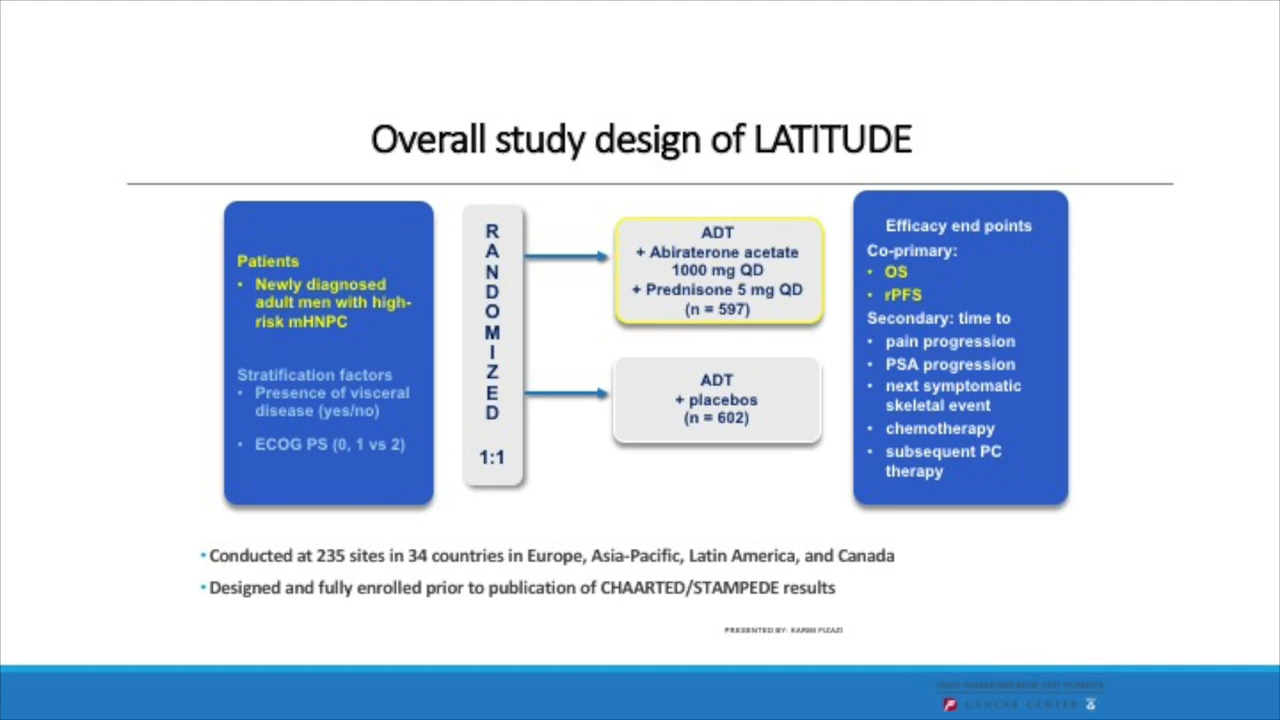 Overall study design of LATITUDE
Patients
• Newly diagnosed
adult men with high-
risk mHNPC
Stratification factors
• Presence of visceral
disease (yes/no)
• ECOG PS (0, 1 vs 2)
R
A
N
D
O
M
I
Z
E
D
1:1
ADT
+ Abiraterone acetate
1000 mg QD
+ Prednisone 5 mg QD
(n = 597)
ADT
+ placebos
(n = 602)
Efficacy end points
Co-primary:
• OS
• rPFS
Secondary: time to
• pain progression
• PSA progression
• next symptomatic
skeletal event
• chemotherapy
• subsequent PC
therapy
• Conducted at 235 sites in 34 countries in Europe, Asia-Pacific, Latin America, and Canada
• Designed and fully enrolled prior to publication of CHAARTED/STAMPEDE results
PRESENTED BY: KARIM FIZAZI
CANCER CENTER